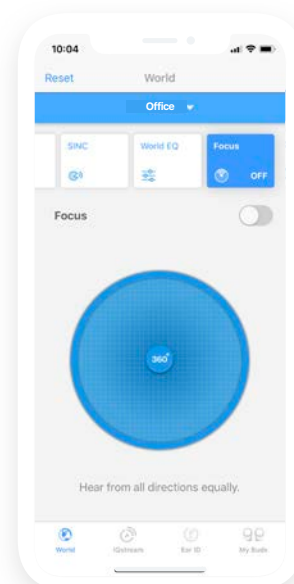 10:04
Reset World
Office
SINC World EQ Focus
OFF
Focus
360°
Hear from all directions equally.
World IQstream Ear ID My Buds